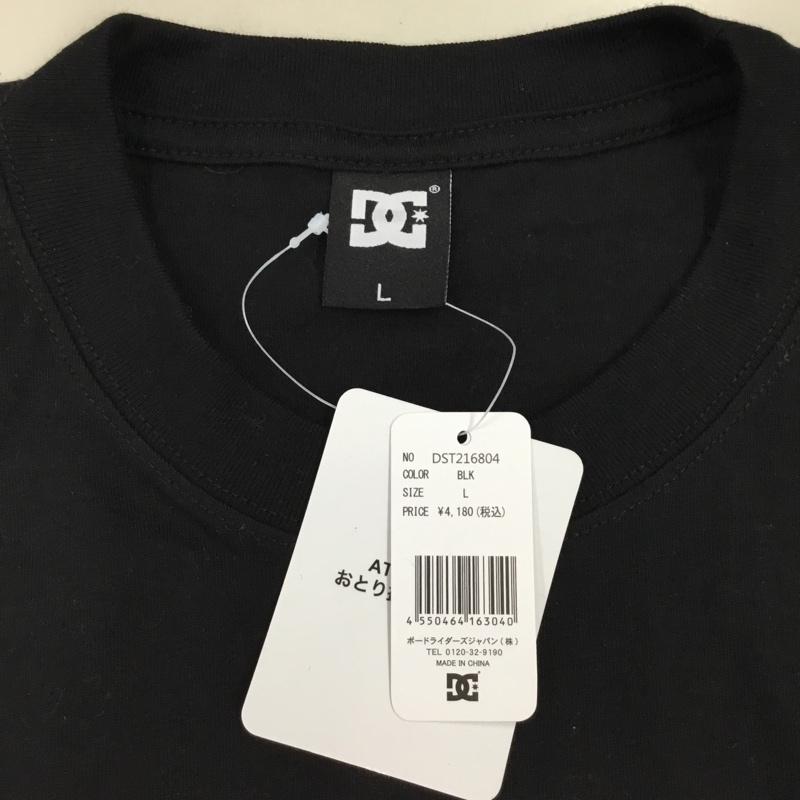 DC®
L
NO DST216804
COLOR BLK
SIZE L
PRICE ¥4,180(税込)
AT
おとり
4 550464 163040
ボードライダーズジャパン(株)
TEL 0120-32-9190
MADE IN CHINA
DC